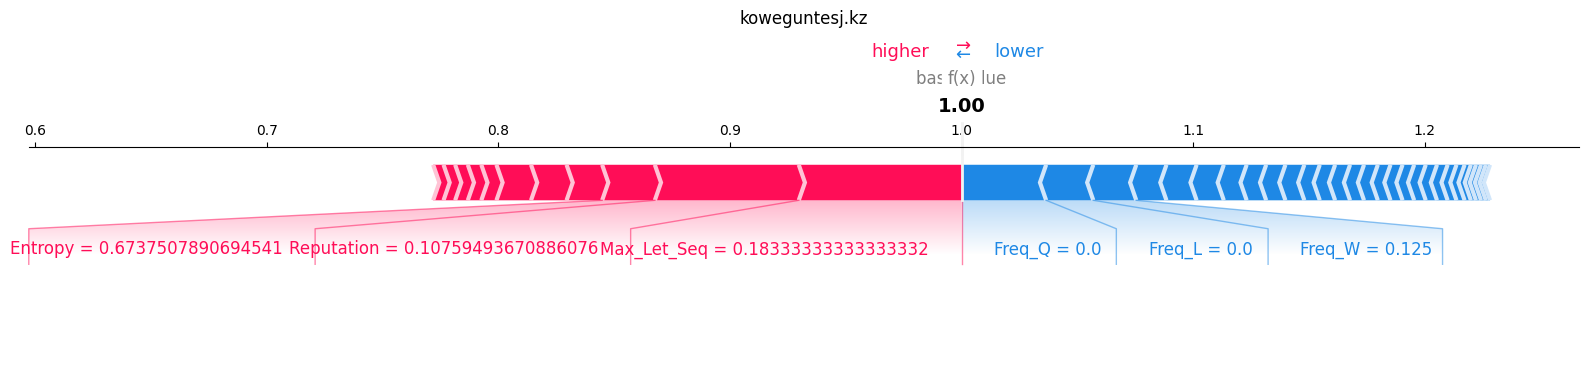 koweguntesj.kz
higher ⇄ lower
bas f(x) lue
1.00
0.6 0.7 0.8 0.9 1.0 1.1 1.2
Entropy = 0.6737507890694541 Reputation = 0.10759493670886076 Max_Let_Seq = 0.18333333333333332 Freq_Q = 0.0 Freq_L = 0.0 Freq_W = 0.125